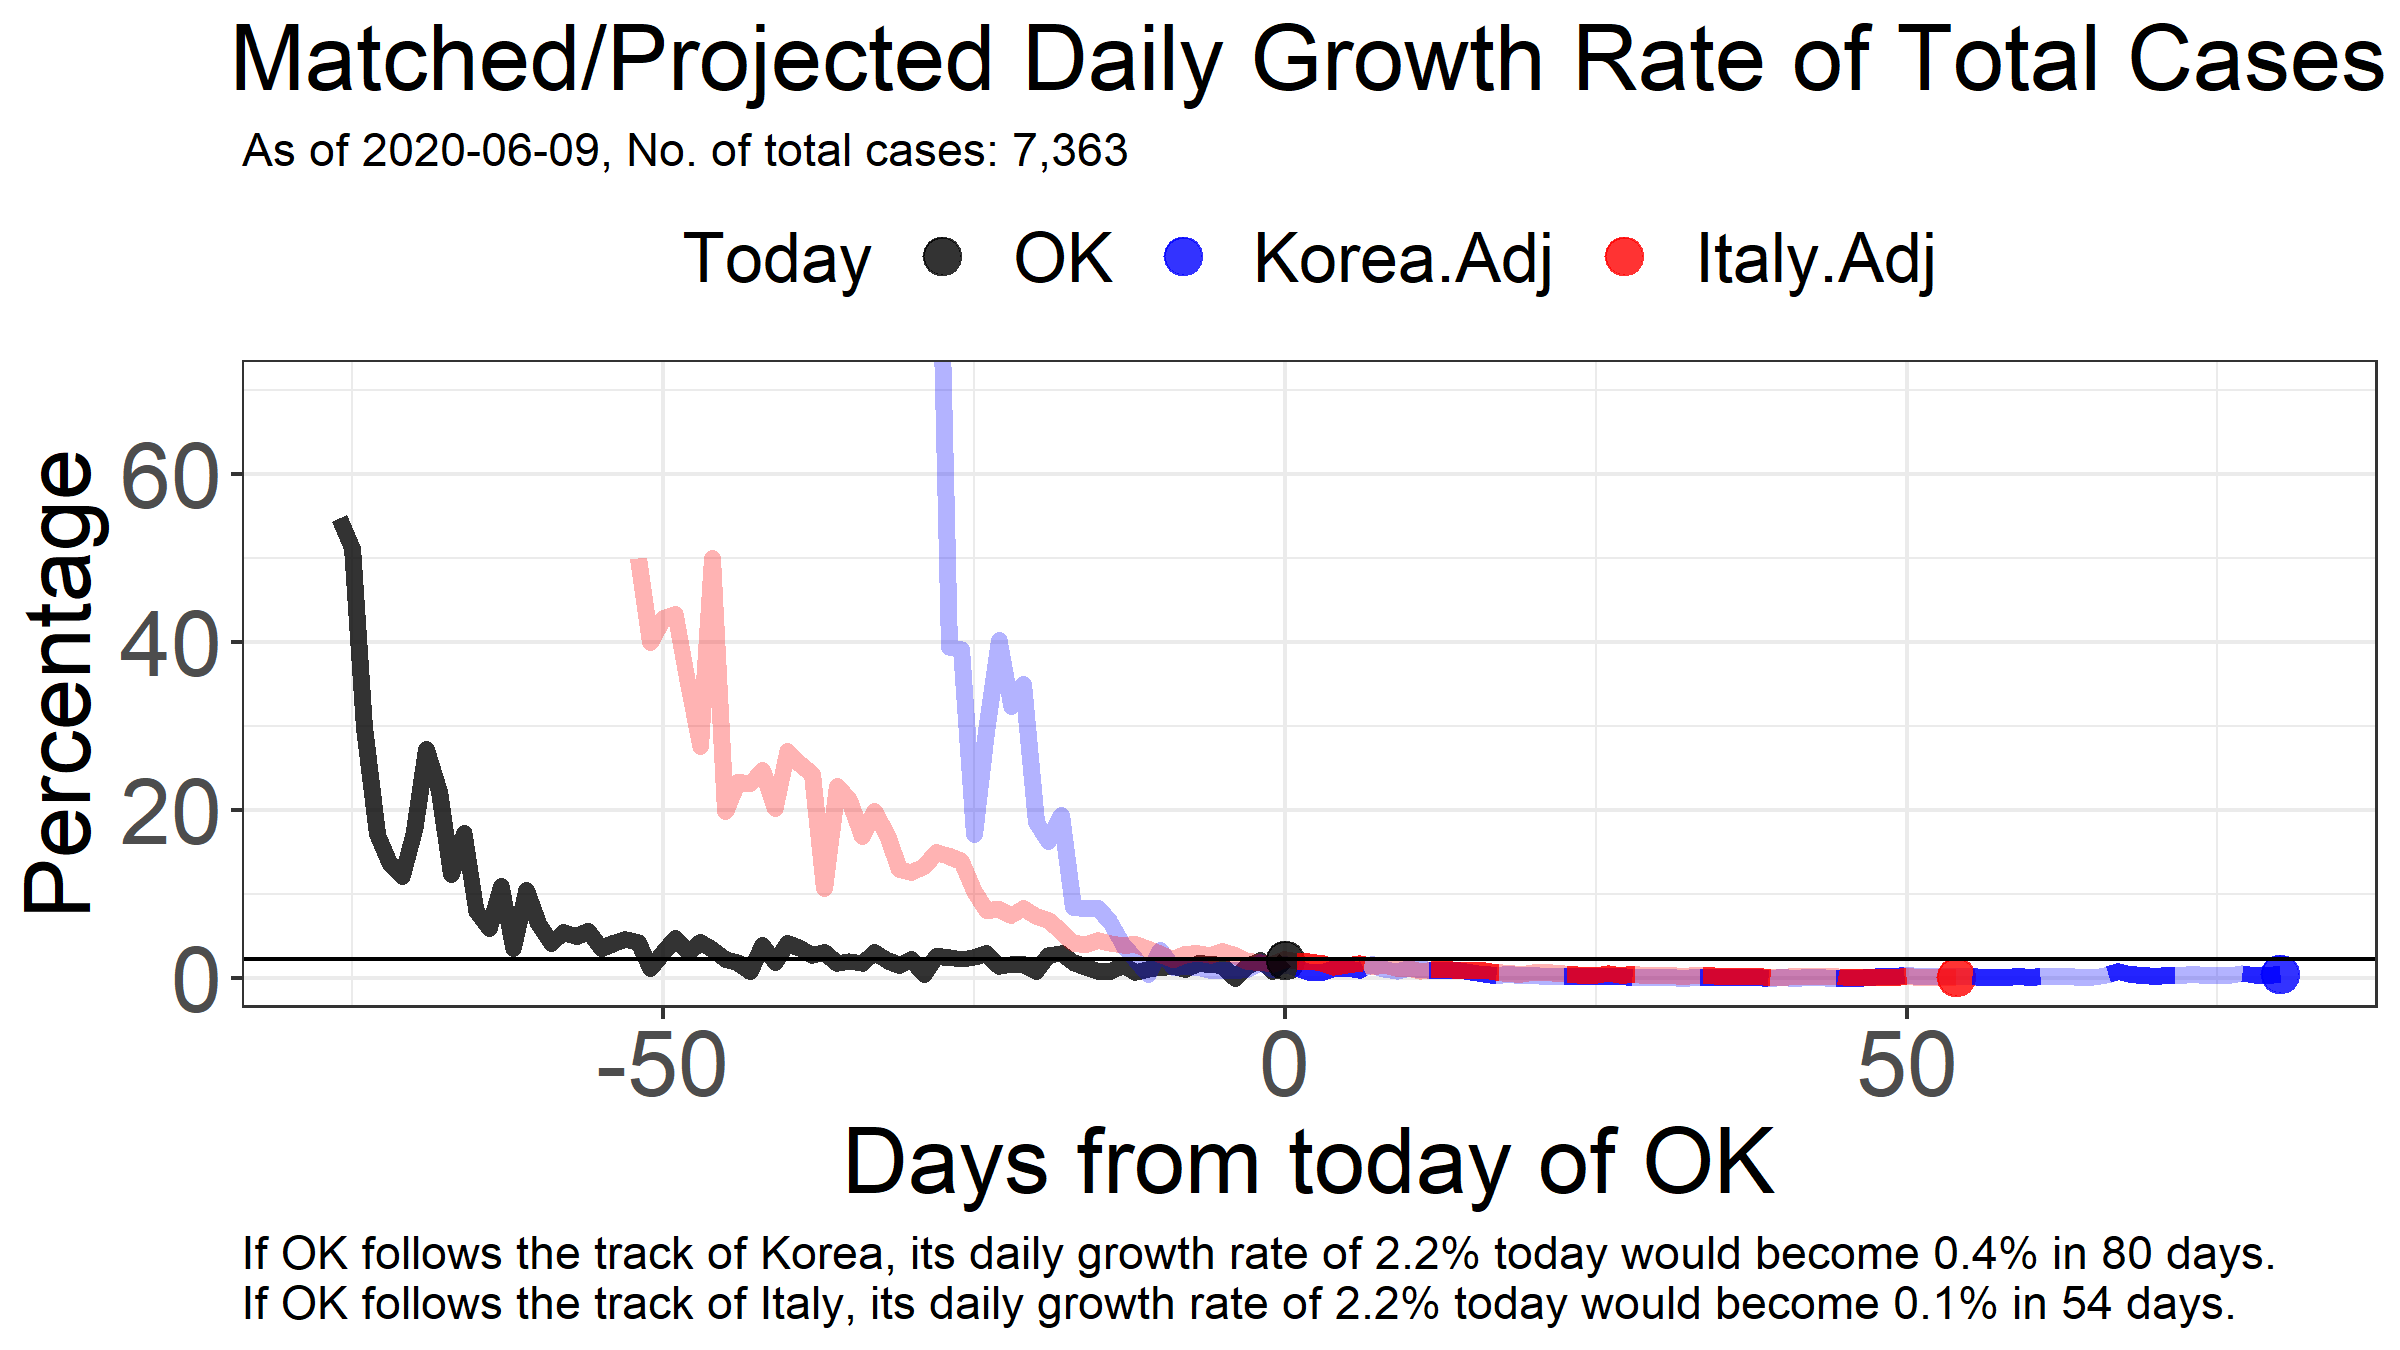 Matched/Projected Daily Growth Rate of Total Cases
As of 2020-06-09, No. of total cases: 7,363
Today OK Korea.Adj Italy.Adj
Percentage
60
40
20
0
-50 0 50
Days from today of OK
If OK follows the track of Korea, its daily growth rate of 2.2% today would become 0.4% in 80 days.
If OK follows the track of Italy, its daily growth rate of 2.2% today would become 0.1% in 54 days.